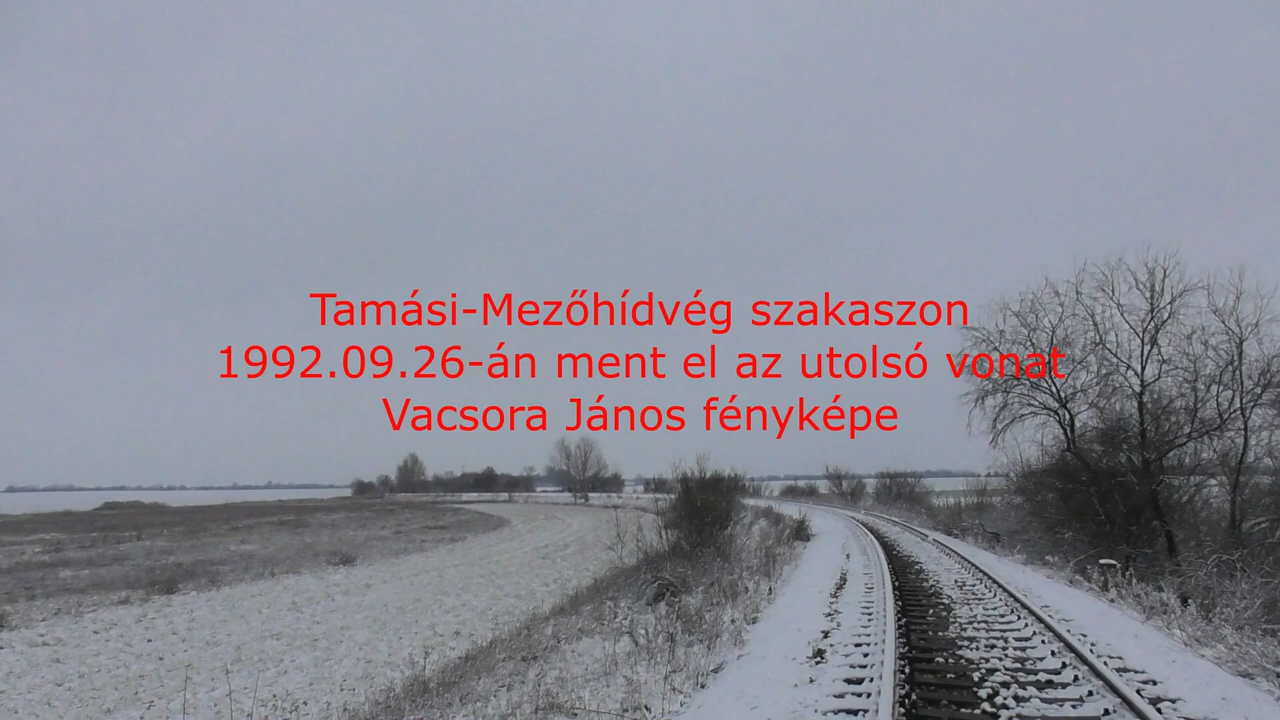 Tamási-Mezőhídvég szakaszon
1992.09.26-án ment el az utolsó vonat
Vacsora János fényképe